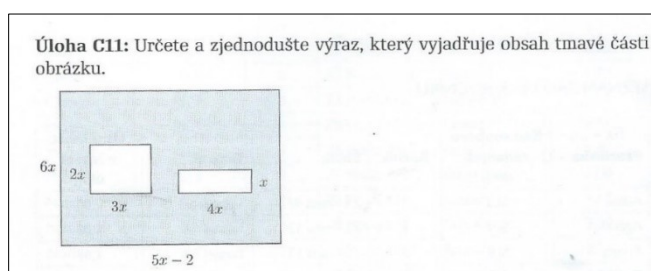 Úloha C11: Určete a zjednodušte výraz, který vyjadřuje obsah tmavé části
obrázku.
6x
2x
3x
4x
x
5x − 2